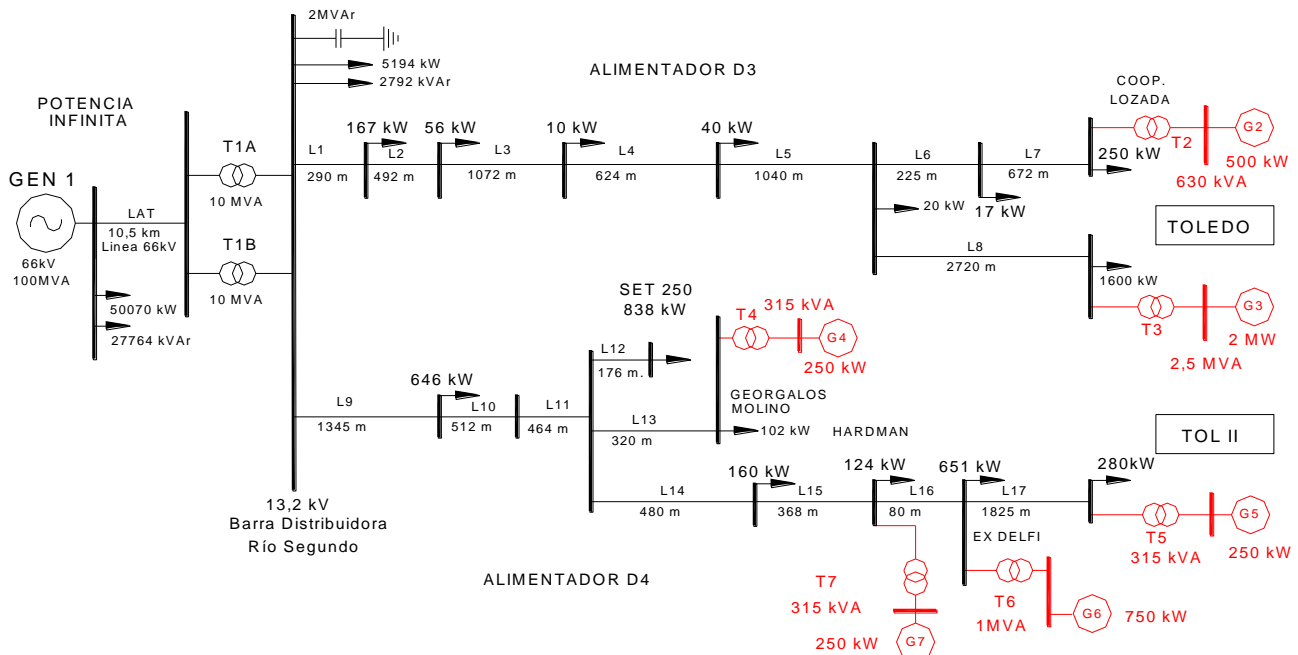 2MVAr
5194 kW
2792 kVAr
ALIMENTADOR D3
POTENCIA
INFINITA
GEN 1
66kV
100MVA
LAT
10,5 km
Linea 66kV
50070 kW
27764 kVAr
T1A
10 MVA
T1B
10 MVA
L1
290 m
167 kW
L2
492 m
56 kW
L3
1072 m
10 kW
L4
624 m
40 kW
L5
1040 m
L6
225 m
20 kW
17 kW
L7
672 m
COOP.
LOZADA
250 kW
T2
630 kVA
G2
500 kW
TOLEDO
L8
2720 m
1600 kW
T3
2,5 MVA
G3
2 MW
13,2 kV
Barra Distribuidora
Río Segundo
L9
1345 m
646 kW
L10
512 m
L11
464 m
SET 250
838 kW
L12
176 m.
T4
315 kVA
G4
250 kW
L13
320 m
GEORGALOS
MOLINO
102 kW
HARDMAN
TOL II
L14
480 m
160 kW
L15
368 m
124 kW
L16
80 m
651 kW
L17
1825 m
280kW
EX DELFI
T5
315 kVA
G5
250 kW
T6
1MVA
G6
750 kW
T7
315 kVA
250 kW
G7
ALIMENTADOR D4